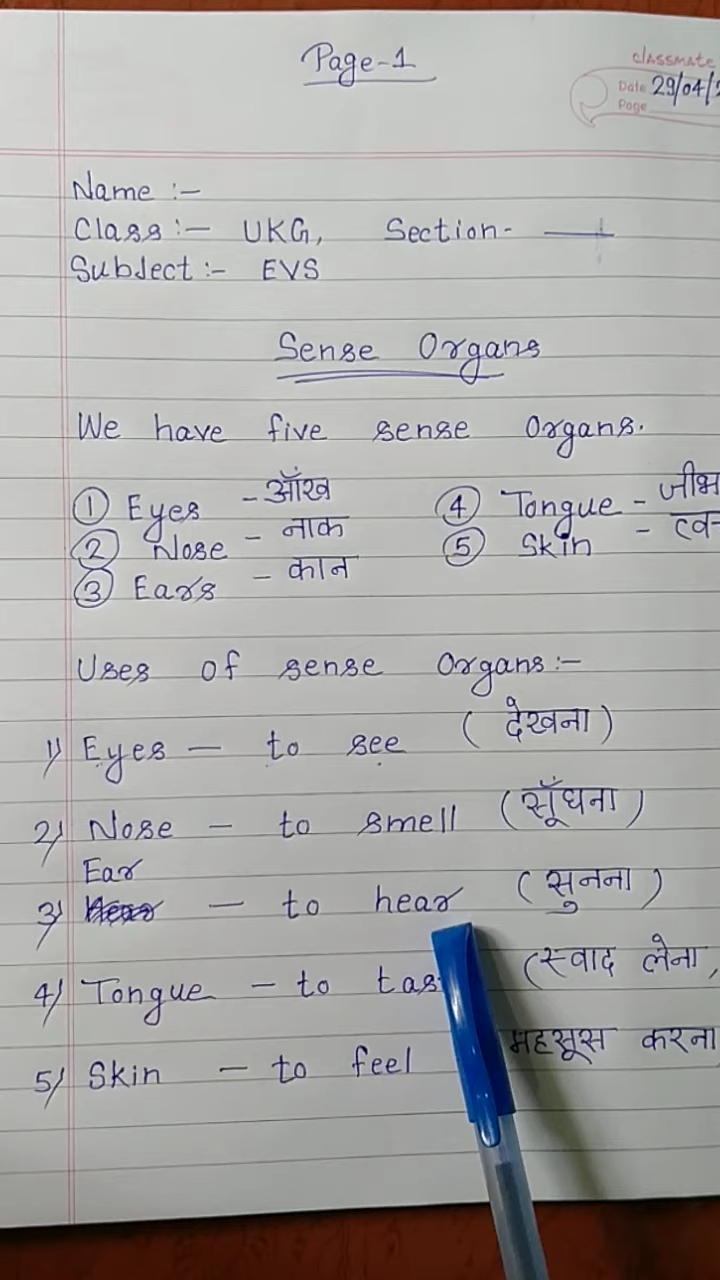 Page-1
classmate
Date 29/04/2
Page
Name :-
Class :- UKG, Section-
Subject :- EVS
Sense Organs
We have five sense organs.
① Eyes - आँख ④ Tongue - जीभ
② Nose - नाक ⑤ Skin -
③ Ears - कान
Uses of sense Organs :-
1) Eyes - to see (देखना)
2) Nose - to smell (सूँघना)
Ear
3) - to hear (सुनना)
4) Tongue - to tas (स्वाद लेना,
5) Skin - to feel महसूस करना